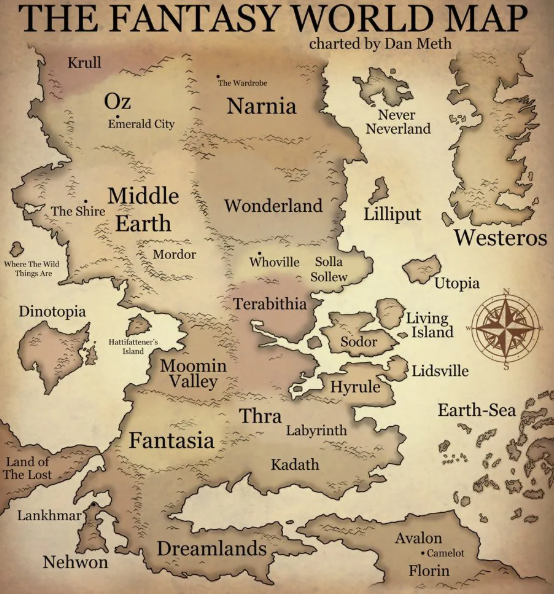 THE FANTASY WORLD MAP
charted by Dan Meth
Krull
The Wardrobe
Oz
Narnia
Emerald City
Never
Neverland
Middle
Earth
The Shire
Wonderland
Lilliput
Westeros
Mordor
Where The Wild
Things Are
Whoville
Solla
Sollew
Utopia
Terabithia
Dinotopia
Hattifattener's
Island
Living
Island
Sodor
N
W
E
S
Moomin
Valley
Lidsville
Hyrule
Thra
Labyrinth
Earth-Sea
Fantasia
Kadath
Land of
The Lost
Lankhmar
Nehwon
Dreamlands
Avalon
Camelot
Florin